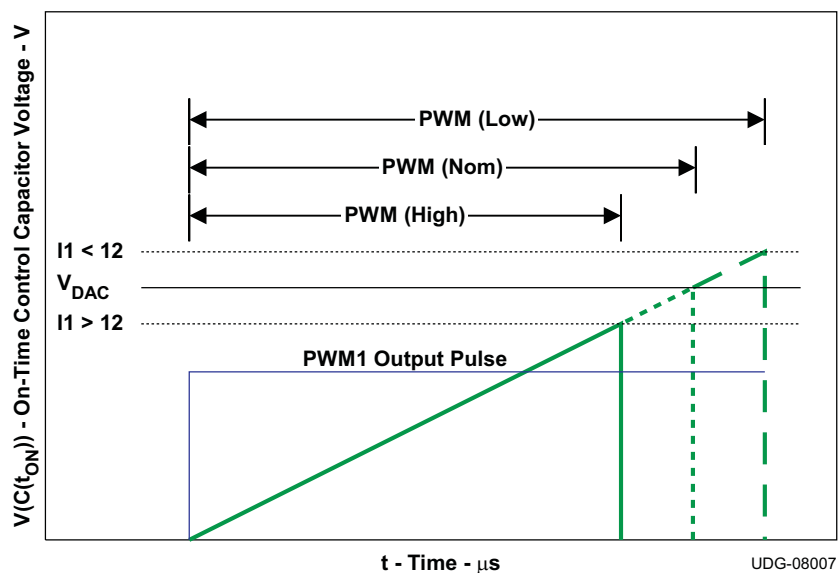 V(C(tON)) - On-Time Control Capacitor Voltage - V
PWM (Low)
PWM (Nom)
PWM (High)
I1 < 12
VDAC
I1 > 12
PWM1 Output Pulse
t - Time - μs
UDG-08007